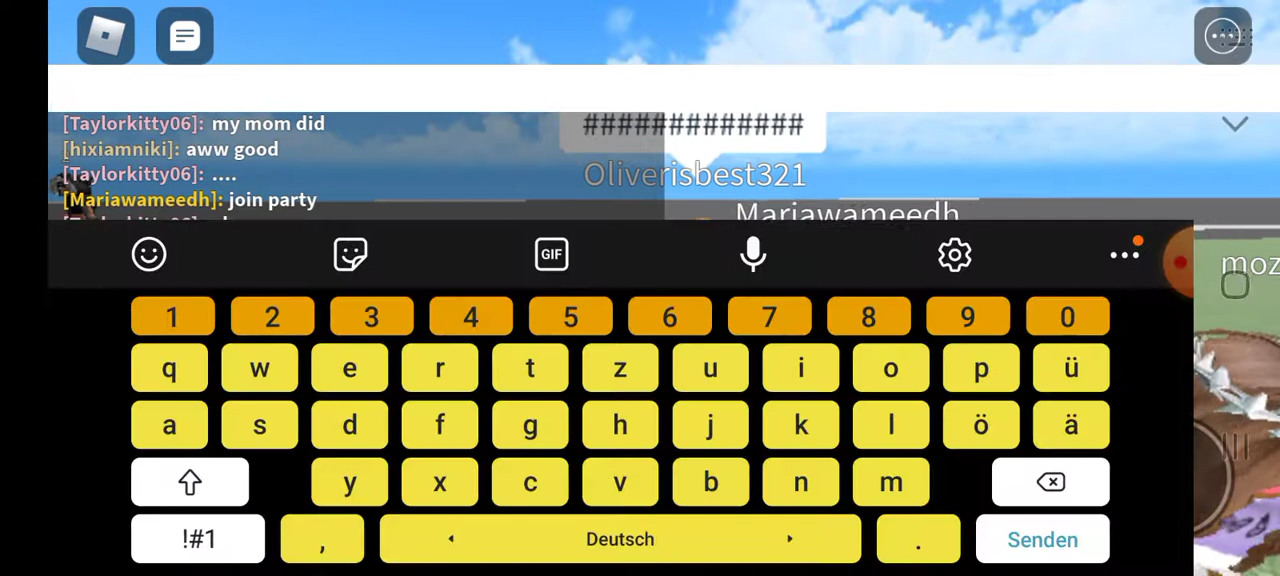 [Taylorkitty06]: my mom did
[hixiamniki]: aww good
[Taylorkitty06]: ....
[Mariawameedh]: join party
#############
Oliverisbest321
Mariawameedh
moz
GIF
1 2 3 4 5 6 7 8 9 0
q w e r t z u i o p ü
a s d f g h j k l ö ä
y x c v b n m
!#1 , Deutsch . Senden